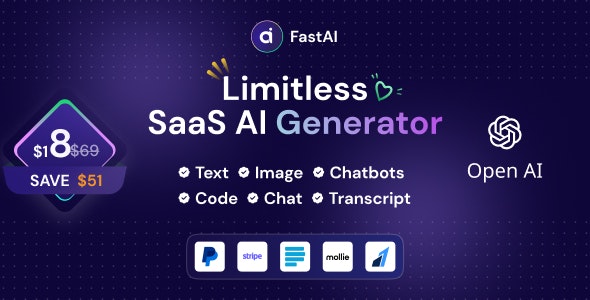 FastAI
Limitless
SaaS AI Generator
$18 $69
SAVE $51
Text Image Chatbots
Code Chat Transcript
Open AI
stripe
mollie